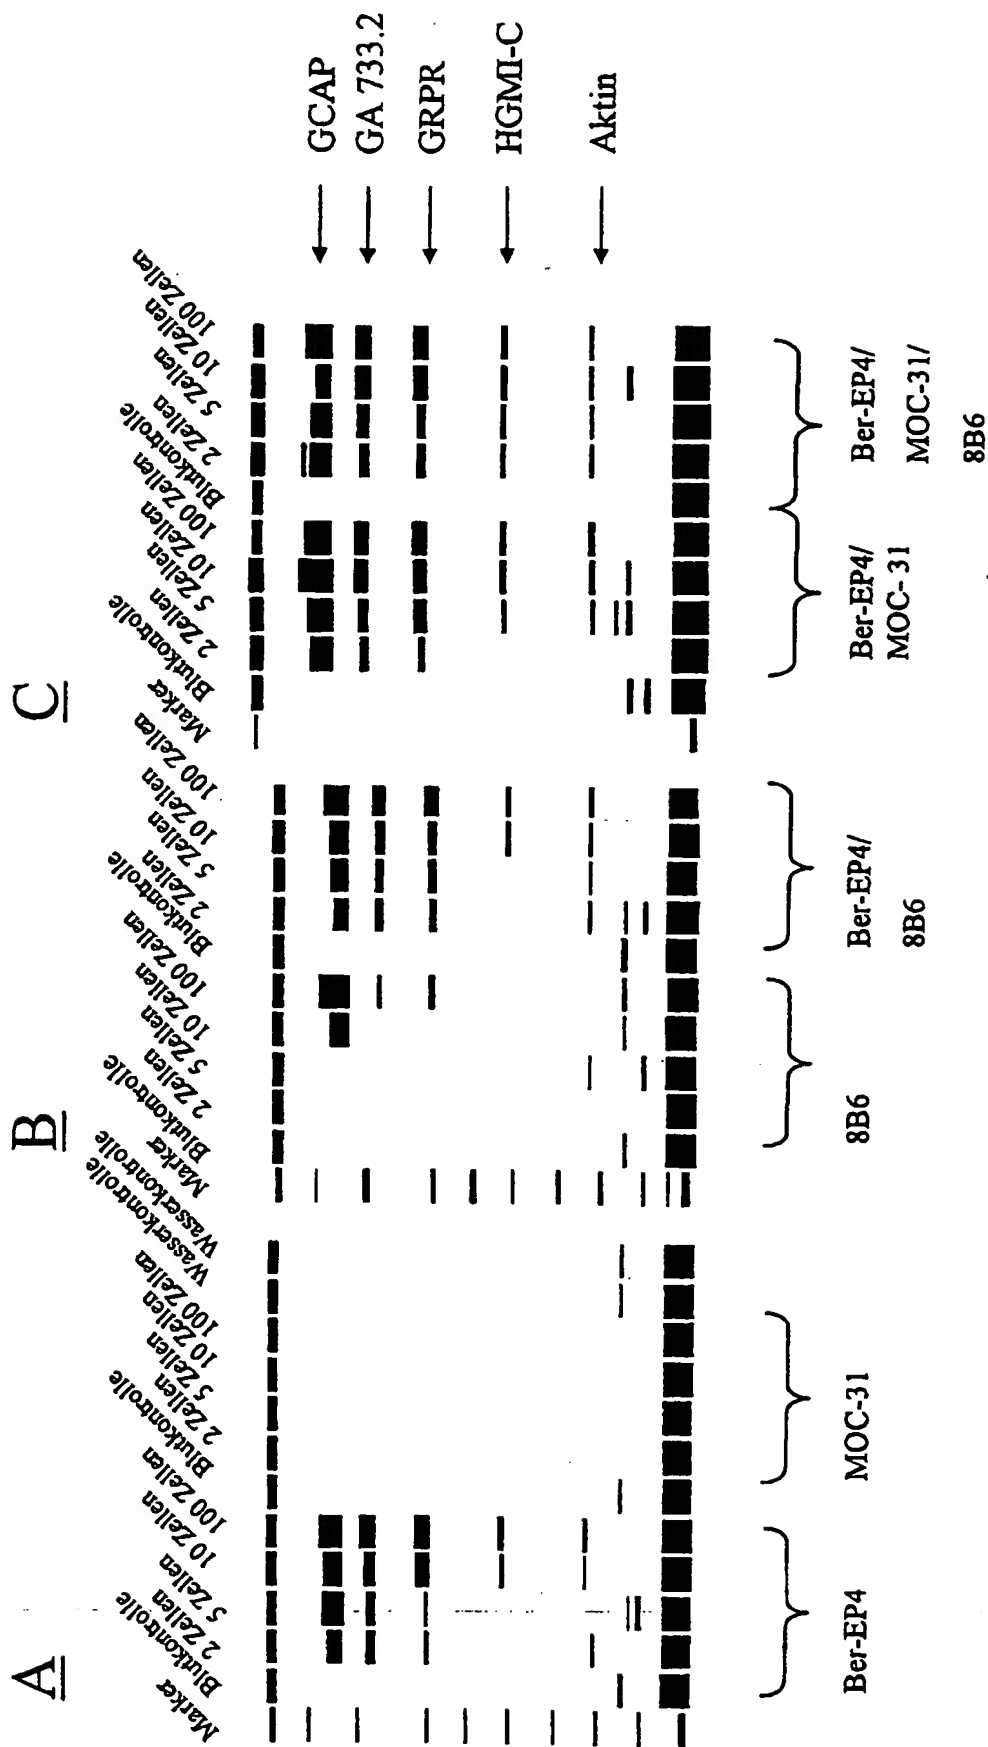 A
B
C
Marker
Blutkontrolle
2 Zellen
5 Zellen
10 Zellen
100 Zellen
Blutkontrolle
2 Zellen
5 Zellen
10 Zellen
100 Zellen
Wasserkontrolle
Wasserkontrolle
Marker
Blutkontrolle
2 Zellen
5 Zellen
10 Zellen
100 Zellen
Blutkontrolle
2 Zellen
5 Zellen
10 Zellen
100 Zellen
Marker
Blutkontrolle
2 Zellen
5 Zellen
10 Zellen
100 Zellen
Blutkontrolle
2 Zellen
5 Zellen
10 Zellen
100 Zellen
GCAP
GA 733.2
GRPR
HGMI-C
Aktin
Ber-EP4
MOC-31
8B6
Ber-EP4/
8B6
Ber-EP4/
MOC-31
Ber-EP4/
MOC-31/
8B6